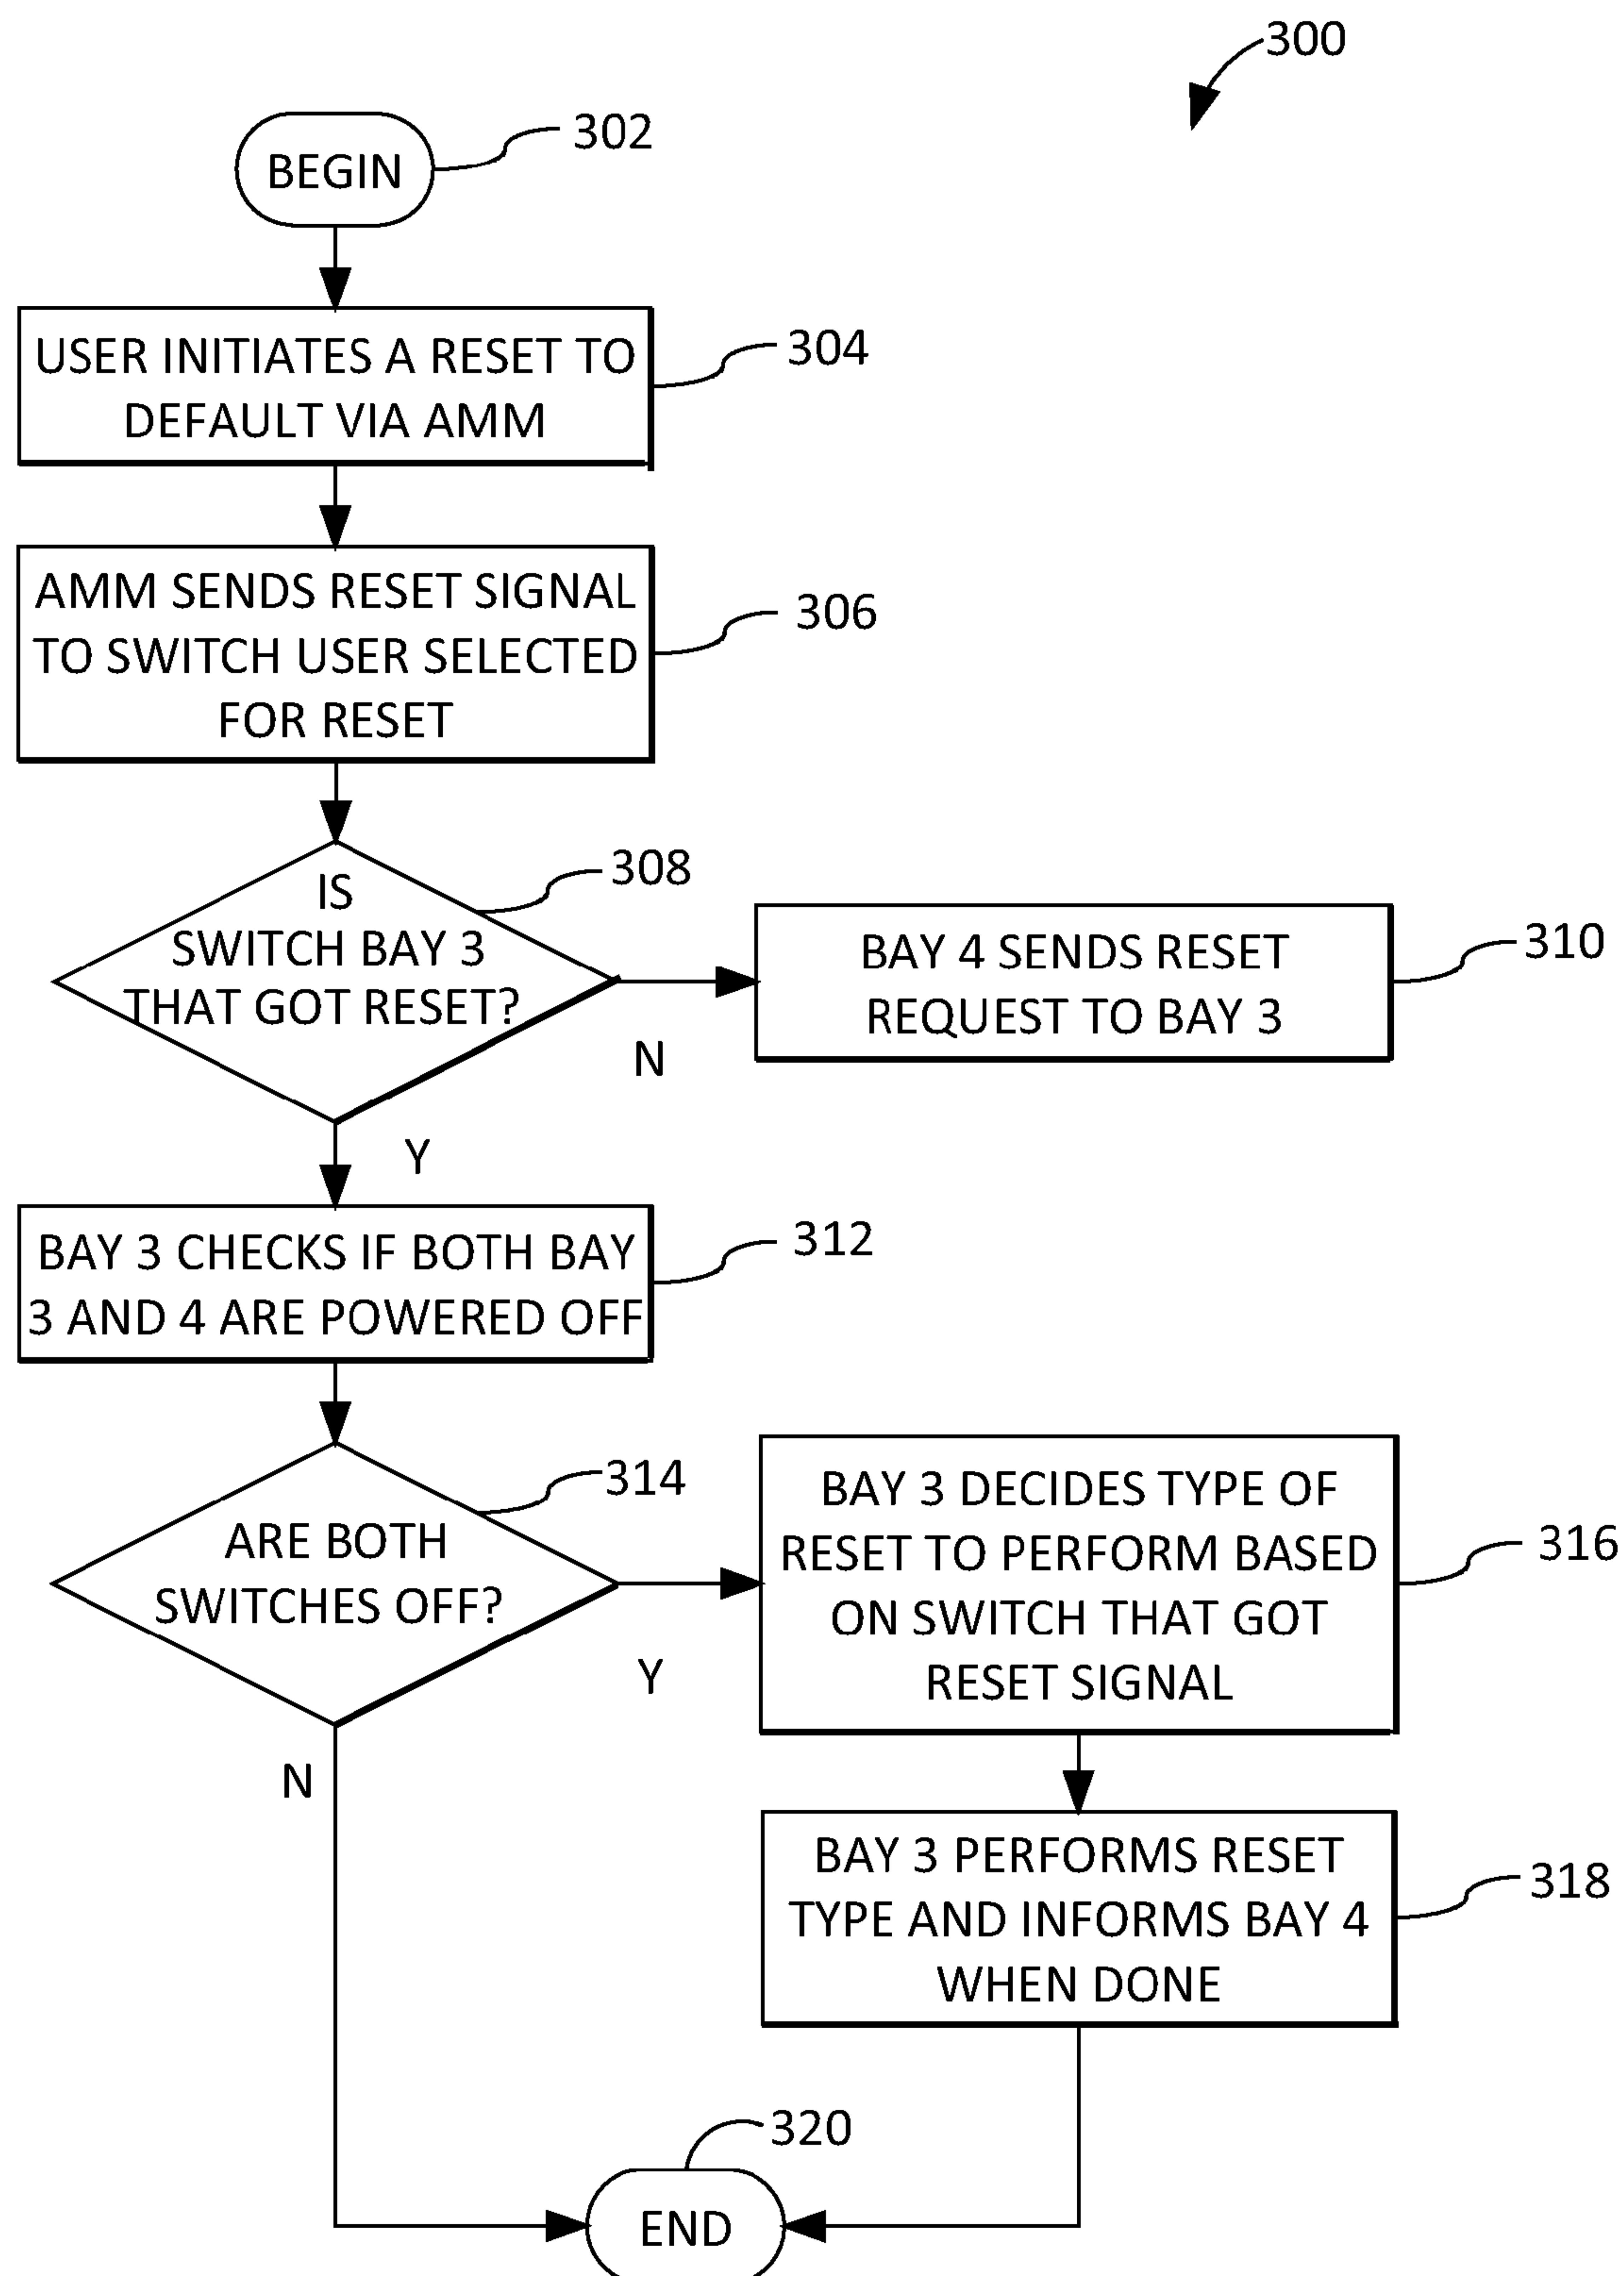 300
302
BEGIN
304
USER INITIATES A RESET TO
DEFAULT VIA AMM
306
AMM SENDS RESET SIGNAL
TO SWITCH USER SELECTED
FOR RESET
308
IS
SWITCH BAY 3
THAT GOT RESET?
N
310
BAY 4 SENDS RESET
REQUEST TO BAY 3
Y
312
BAY 3 CHECKS IF BOTH BAY
3 AND 4 ARE POWERED OFF
314
ARE BOTH
SWITCHES OFF?
Y
316
BAY 3 DECIDES TYPE OF
RESET TO PERFORM BASED
ON SWITCH THAT GOT
RESET SIGNAL
N
318
BAY 3 PERFORMS RESET
TYPE AND INFORMS BAY 4
WHEN DONE
320
END